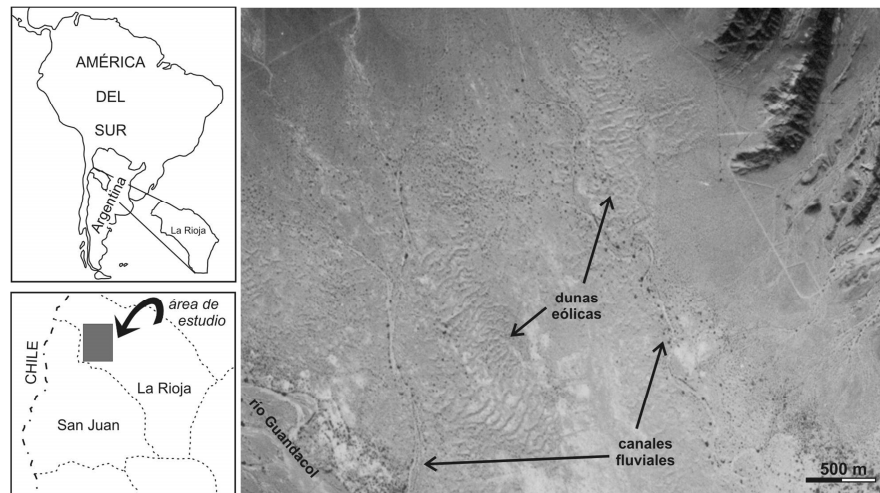 AMÉRICA
DEL
SUR
Argentina
La Rioja
área de
estudio
CHILE
La Rioja
San Juan
dunas
eólicas
río Guandacol
canales
fluviales
500 m